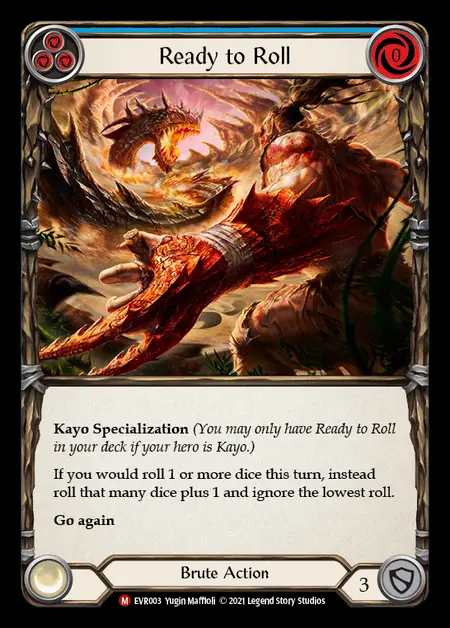 Ready to Roll
0
Kayo Specialization (You may only have Ready to Roll
in your deck if your hero is Kayo.)
If you would roll 1 or more dice this turn, instead
roll that many dice plus 1 and ignore the lowest roll.
Go again
Brute Action
3
M EVR003 Yugin Maffioli © 2021 Legend Story Studios